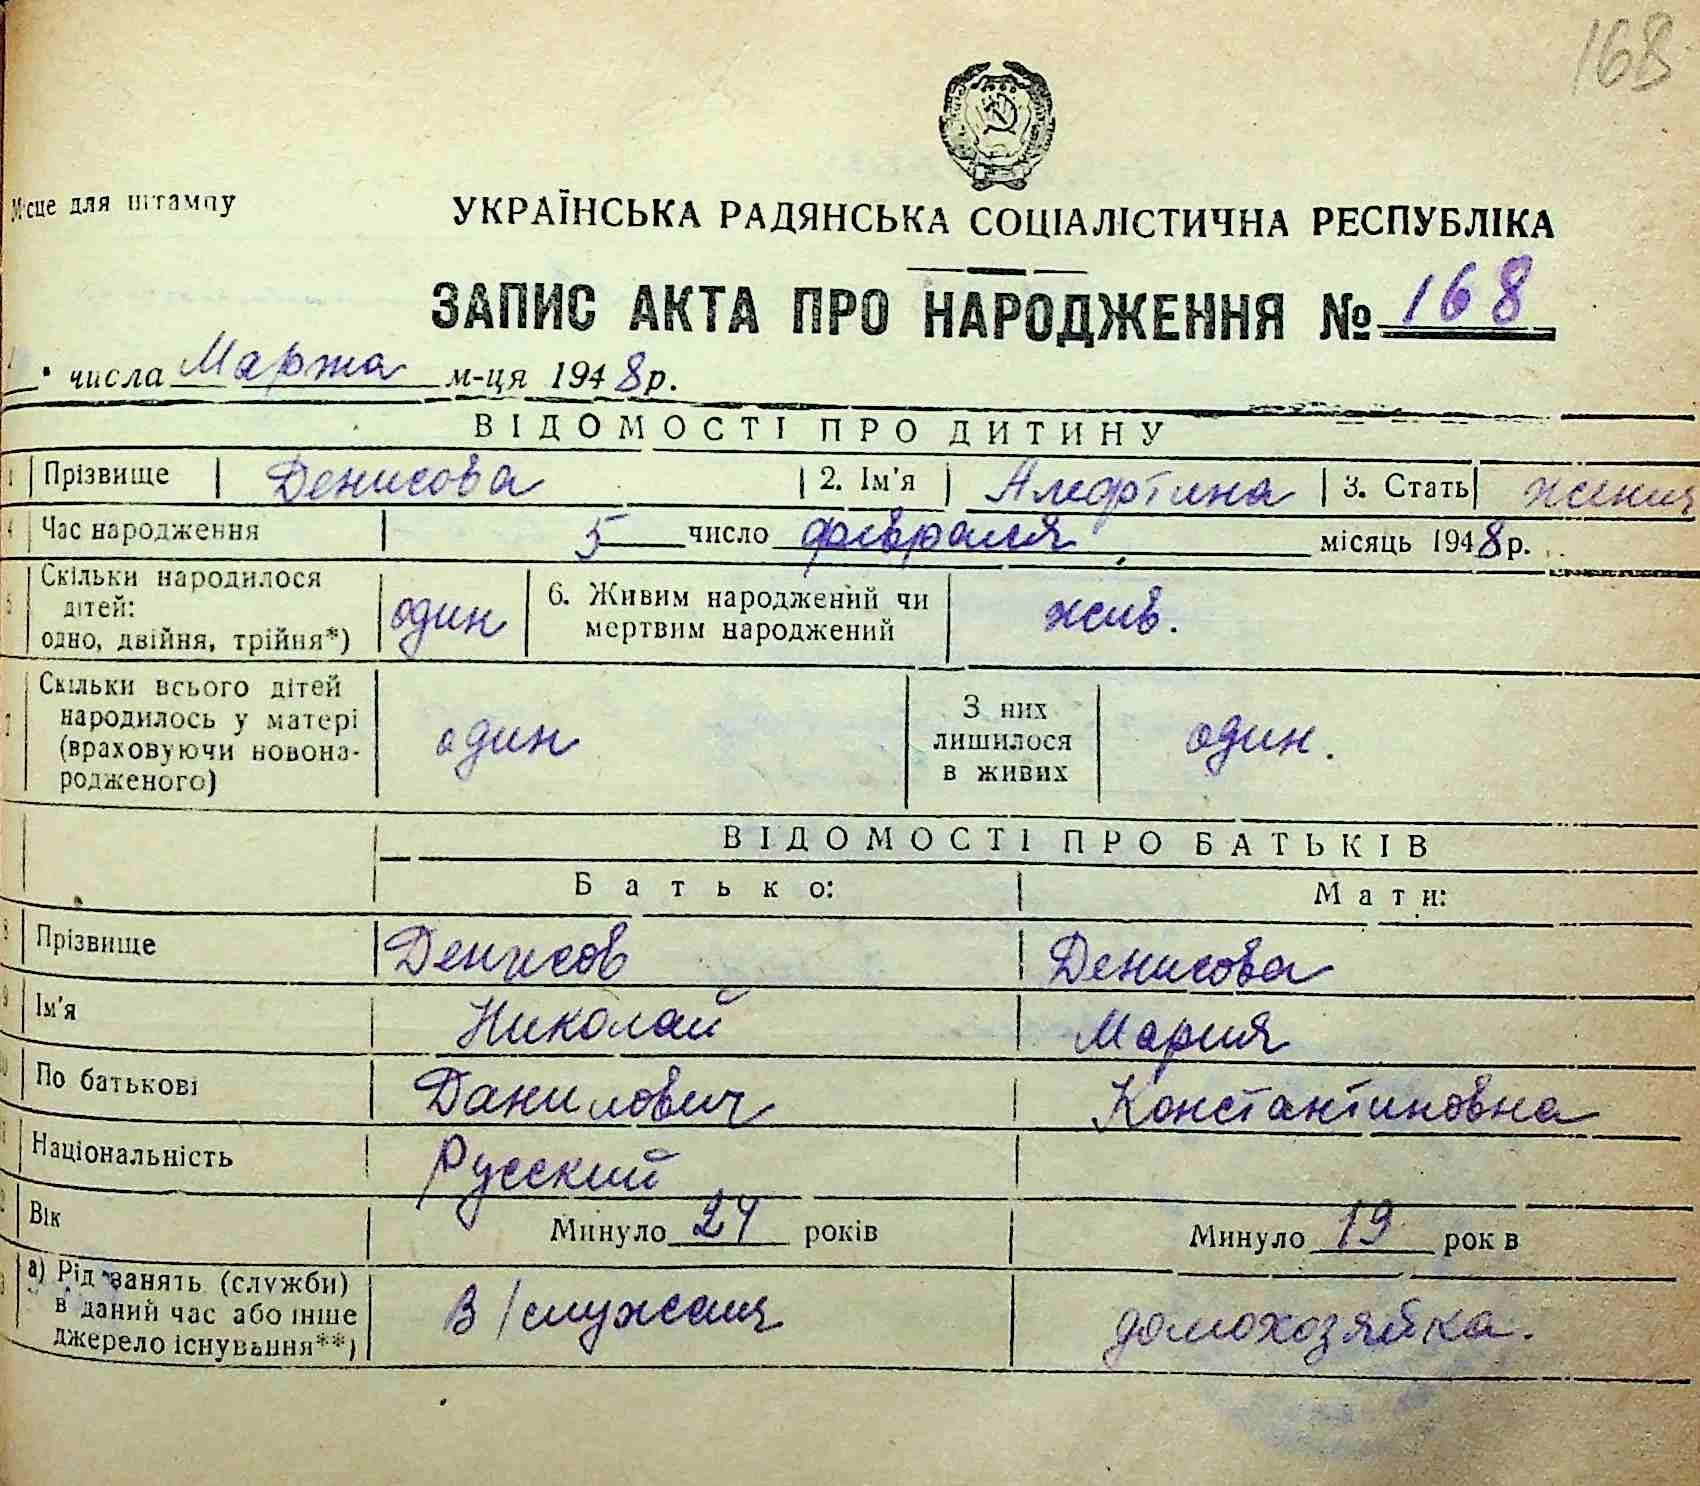 168
Місце для штампу
УКРАЇНСЬКА РАДЯНСЬКА СОЦІАЛІСТИЧНА РЕСПУБЛІКА
ЗАПИС АКТА ПРО НАРОДЖЕННЯ № 168
числа Марта м-ця 1948 р.
ВІДОМОСТІ ПРО ДИТИНУ
1 Прізвище Денисова 2. Ім'я Алефтина 3. Стать женщ
4 Час народження 5 число февраля місяць 1948 р.
5 Скільки народилося дітей: одно, двійня, трійня*) один 6. Живим народжений чи мертвим народжений жив.
7 Скільки всього дітей народилось у матері (враховуючи новонародженого) один З них лишилося в живих один.
ВІДОМОСТІ ПРО БАТЬКІВ
Батько: Мати:
8 Прізвище Денисов Денисова
9 Ім'я Николай Мария
10 По батькові Данилович Константиновна
Національність Русский
Вік Минуло 24 років Минуло 19 рок в
а) Рід занять (служби) в даний час або інше джерело існування**) В/служащ домохозяйка.